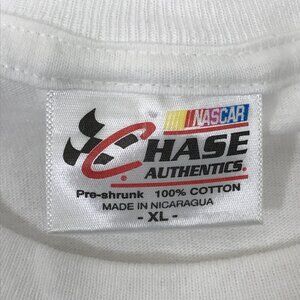 NASCAR
CHASE
AUTHENTICS.
Pre-shrunk 100% COTTON
MADE IN NICARAGUA
- XL -